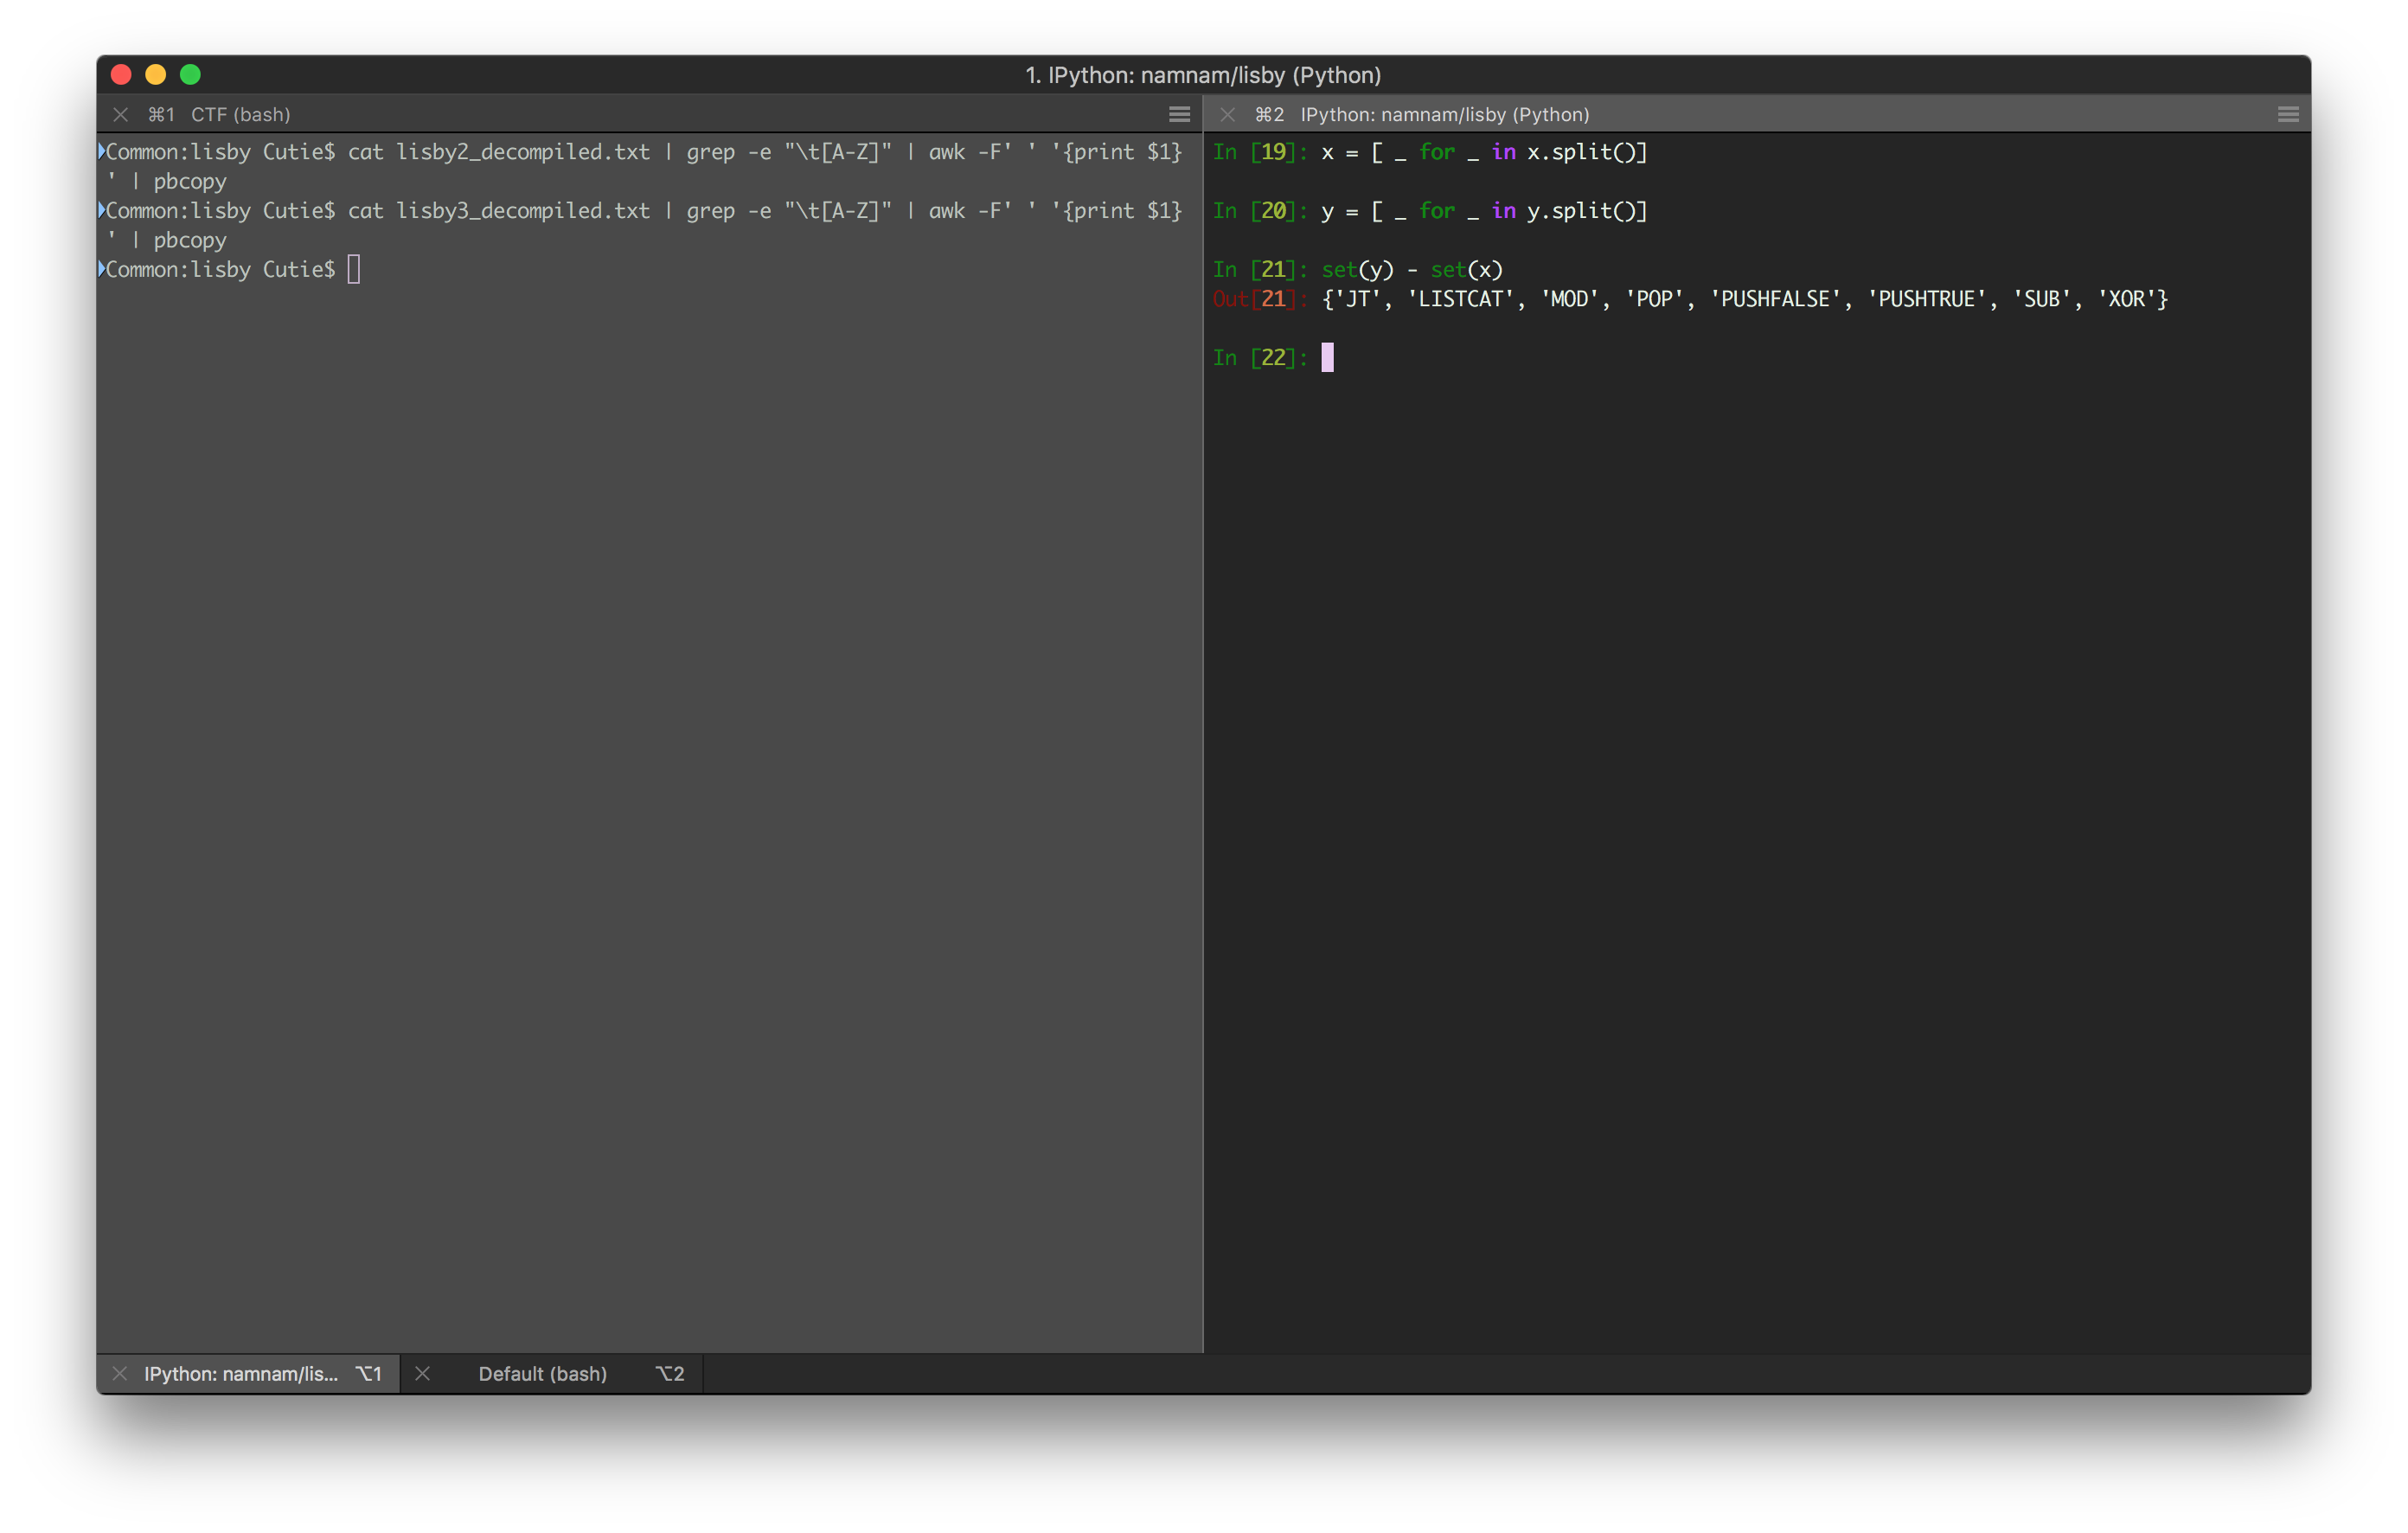 1. IPython: namnam/lisby (Python)
⌘1 CTF (bash)
Common:lisby Cutie$ cat lisby2_decompiled.txt | grep -e "\t[A-Z]" | awk -F' ' '{print $1}
' | pbcopy
Common:lisby Cutie$ cat lisby3_decompiled.txt | grep -e "\t[A-Z]" | awk -F' ' '{print $1}
' | pbcopy
Common:lisby Cutie$
⌘2 IPython: namnam/lisby (Python)
In [19]: x = [ _ for _ in x.split()]
In [20]: y = [ _ for _ in y.split()]
In [21]: set(y) - set(x)
Out[21]: {'JT', 'LISTCAT', 'MOD', 'POP', 'PUSHFALSE', 'PUSHTRUE', 'SUB', 'XOR'}
In [22]:
IPython: namnam/lis... ⌥1
Default (bash) ⌥2